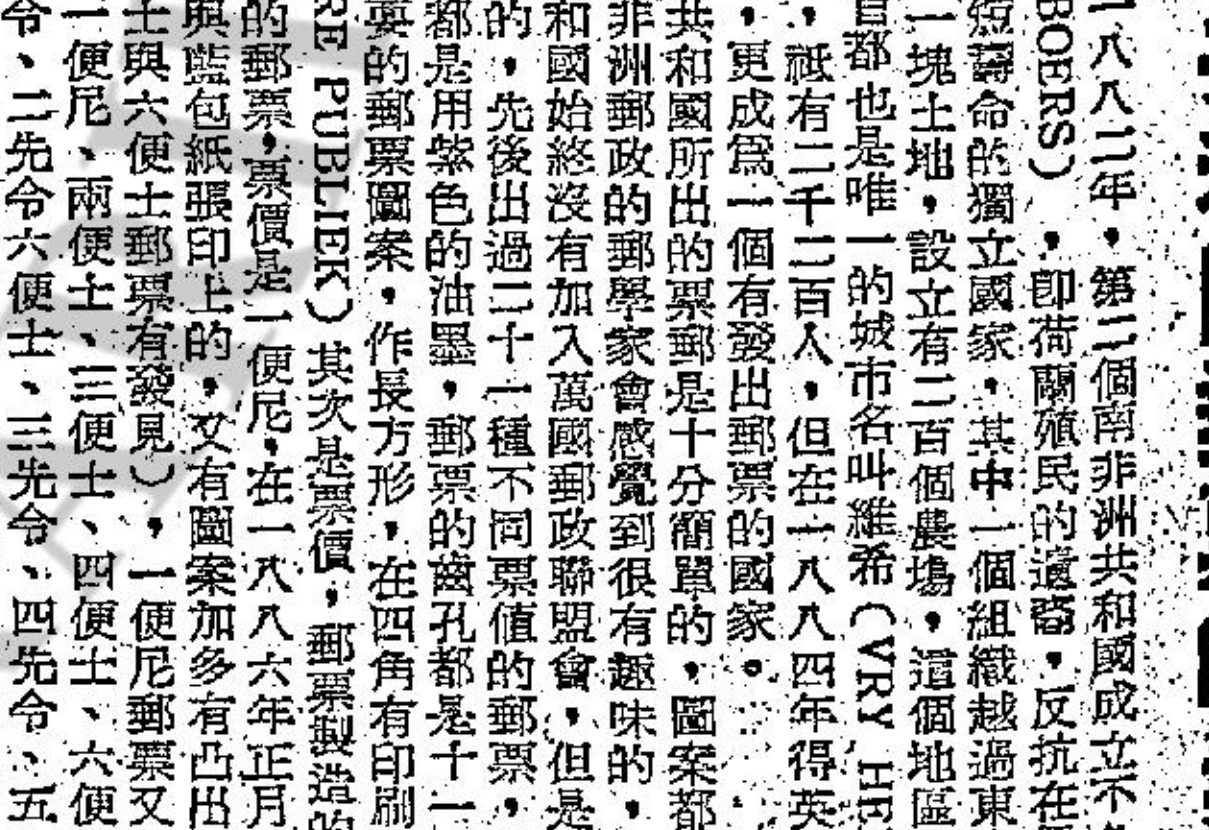 一八八二年，第二個南非洲共和國成立不
BOERS），卽荷蘭殖民的遺裔，反抗在
短壽命的獨立國家，其中一個組織越過東
一塊土地，設立有二百個農場，這個地區
首都也是唯一的城市名叫維希（VRY HE
，祗有二千二百人，但在一八八四年得英
，更成爲一個有發出郵票的國家。
共和國所出的票郵是十分簡單的，圖案都
非洲郵政的郵學家會感覺到很有趣味的，
和國始終沒有加入萬國郵政聯盟會，但是
的，先後出過二十一種不同票值的郵票，
都是用紫色的油墨，郵票的齒孔都是十一
的郵票圖案，作長方形，在四角有印刷
RE PUBLIEK）其次是票價，郵票製造的
的郵票，票價是一便尼，在一八八六年正月
與藍包紙張印上的，又有圖案加多有凸出
士與六便士郵票有發見），一便尼郵票又
一便尼、兩便士、三便士、四便士、六便
令、二先令六便士、三先令、四先令、五